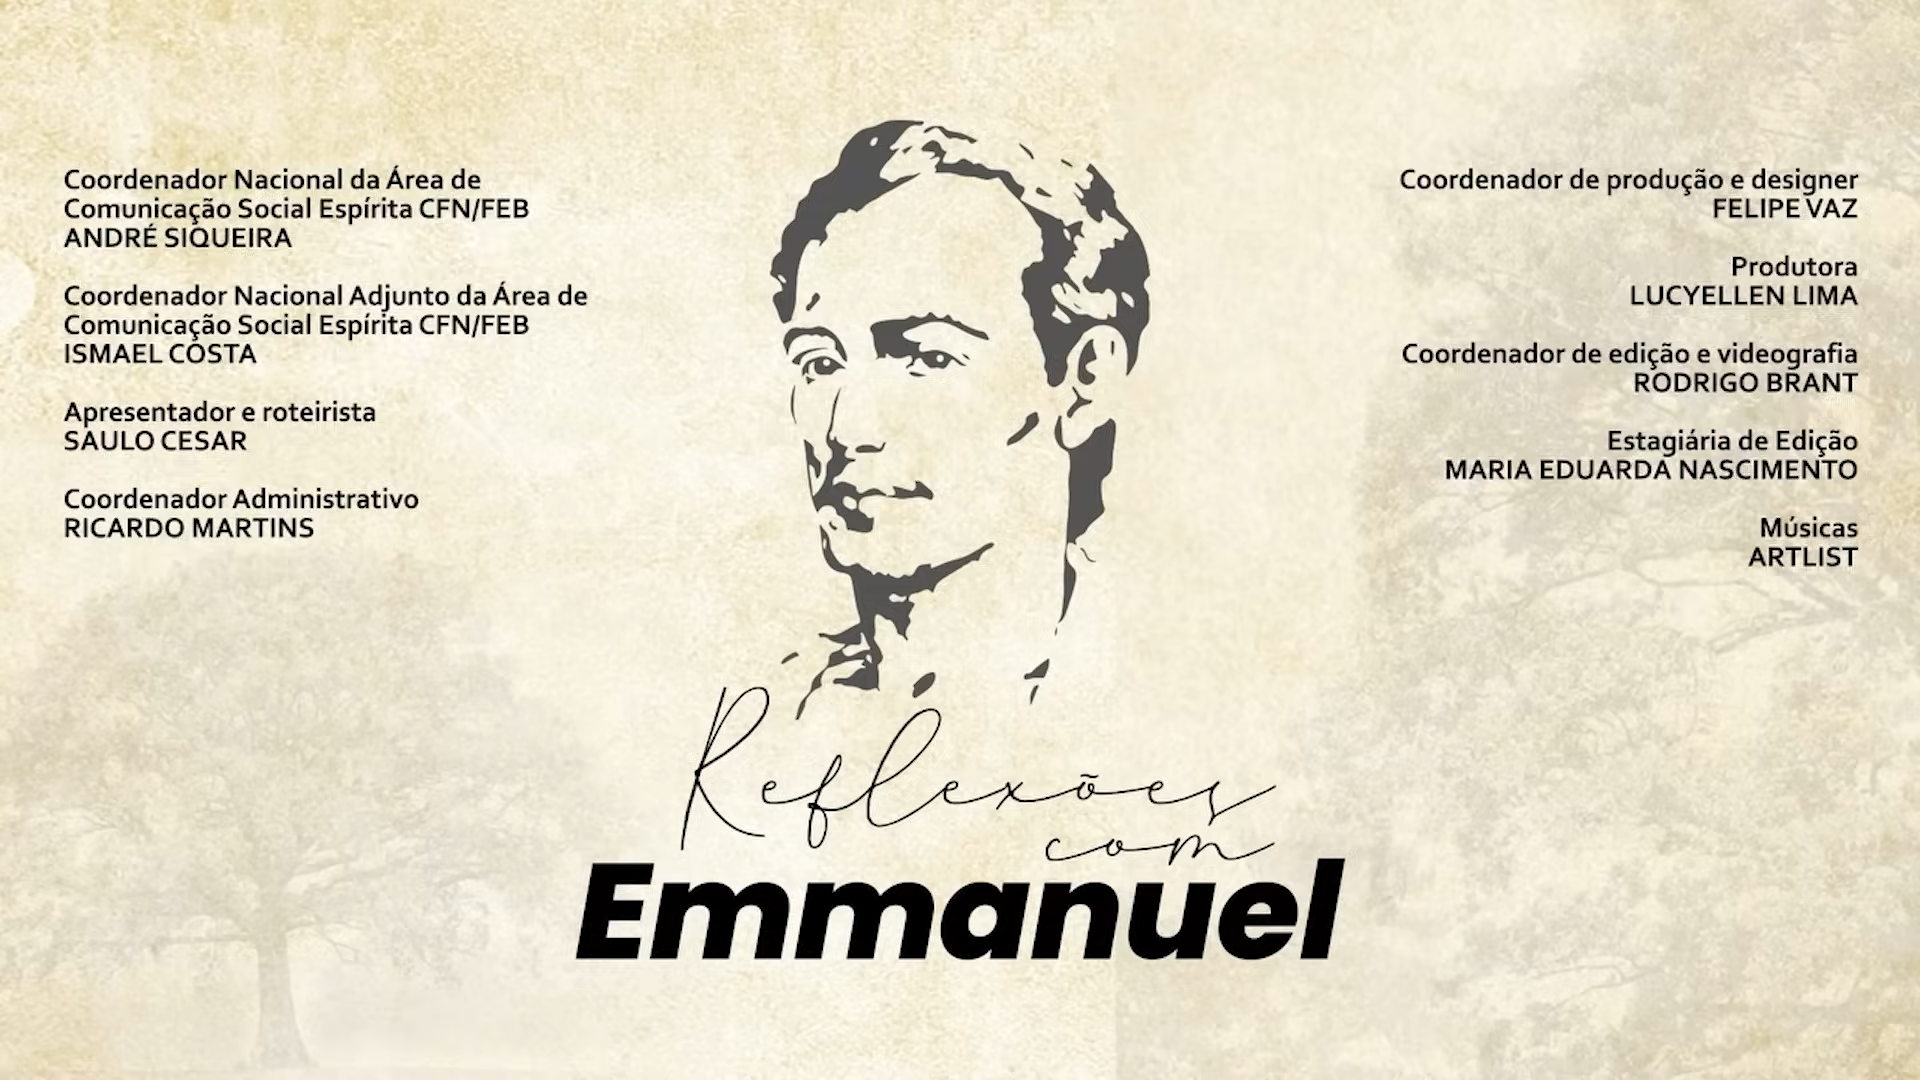 Coordenador Nacional da Área de
Comunicação Social Espírita CFN/FEB
ANDRÉ SIQUEIRA
Coordenador Nacional Adjunto da Área de
Comunicação Social Espírita CFN/FEB
ISMAEL COSTA
Apresentador e roteirista
SAULO CESAR
Coordenador Administrativo
RICARDO MARTINS
Coordenador de produção e designer
FELIPE VAZ
Produtora
LUCYELLEN LIMA
Coordenador de edição e videografia
RODRIGO BRANT
Estagiária de Edição
MARIA EDUARDA NASCIMENTO
Músicas
ARTLIST
Reflexões
com
Emmanuel